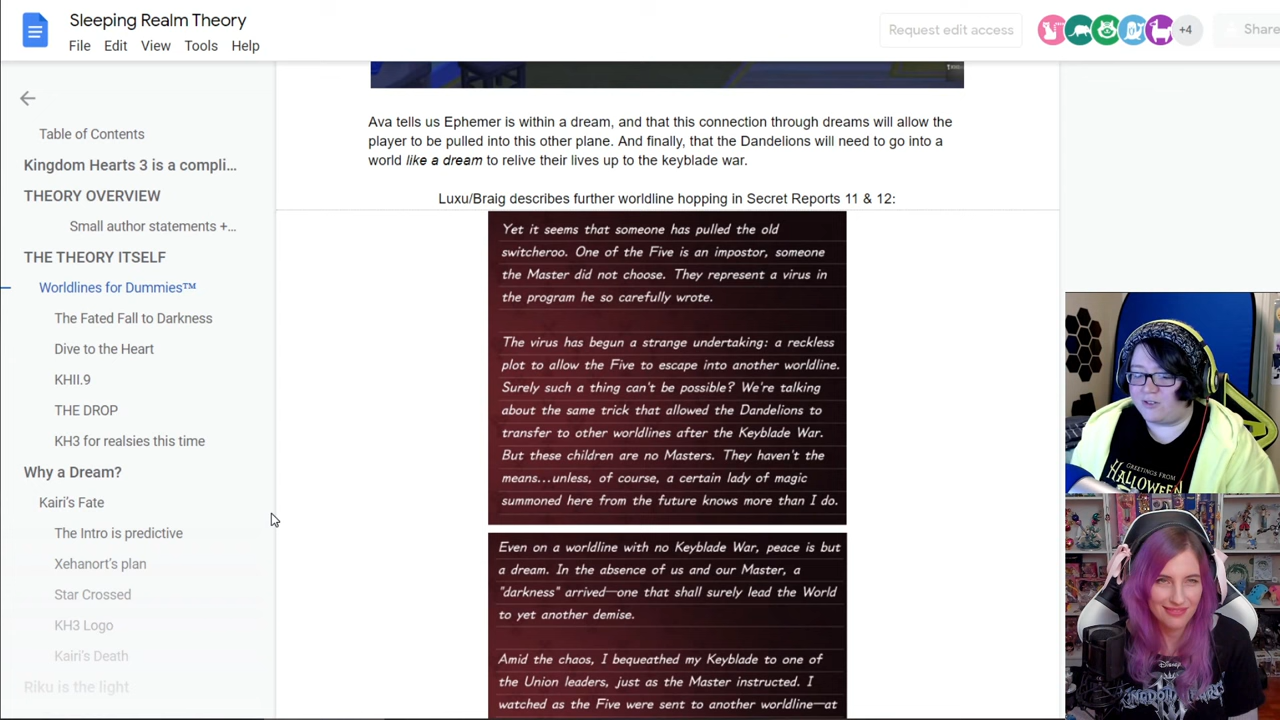 Sleeping Realm Theory
File Edit View Tools Help
Request edit access
+4
Share
Table of Contents
Kingdom Hearts 3 is a compli...
THEORY OVERVIEW
Small author statements +...
THE THEORY ITSELF
Worldlines for Dummies™
The Fated Fall to Darkness
Dive to the Heart
KHII.9
THE DROP
KH3 for realsies this time
Why a Dream?
Kairi's Fate
The Intro is predictive
Xehanort's plan
Star Crossed
KH3 Logo
Kairi's Death
Riku is the light
Ava tells us Ephemer is within a dream, and that this connection through dreams will allow the
player to be pulled into this other plane. And finally, that the Dandelions will need to go into a
world like a dream to relive their lives up to the keyblade war.
Luxu/Braig describes further worldline hopping in Secret Reports 11 & 12:
Yet it seems that someone has pulled the old
switcheroo. One of the Five is an impostor, someone
the Master did not choose. They represent a virus in
the program he so carefully wrote.
The virus has begun a strange undertaking: a reckless
plot to allow the Five to escape into another worldline.
Surely such a thing can't be possible? We're talking
about the same trick that allowed the Dandelions to
transfer to other worldlines after the Keyblade War.
But these children are no Masters. They haven't the
means...unless, of course, a certain lady of magic
summoned here from the future knows more than I do.
Even on a worldline with no Keyblade War, peace is but
a dream. In the absence of us and our Master, a
"darkness" arrived—one that shall surely lead the World
to yet another demise.
Amid the chaos, I bequeathed my Keyblade to one of
the Union leaders, just as the Master instructed. I
watched as the Five were sent to another worldline—at
GREETINGS FROM
HALLOWEEN
Disney
KINGDOM HEARTS